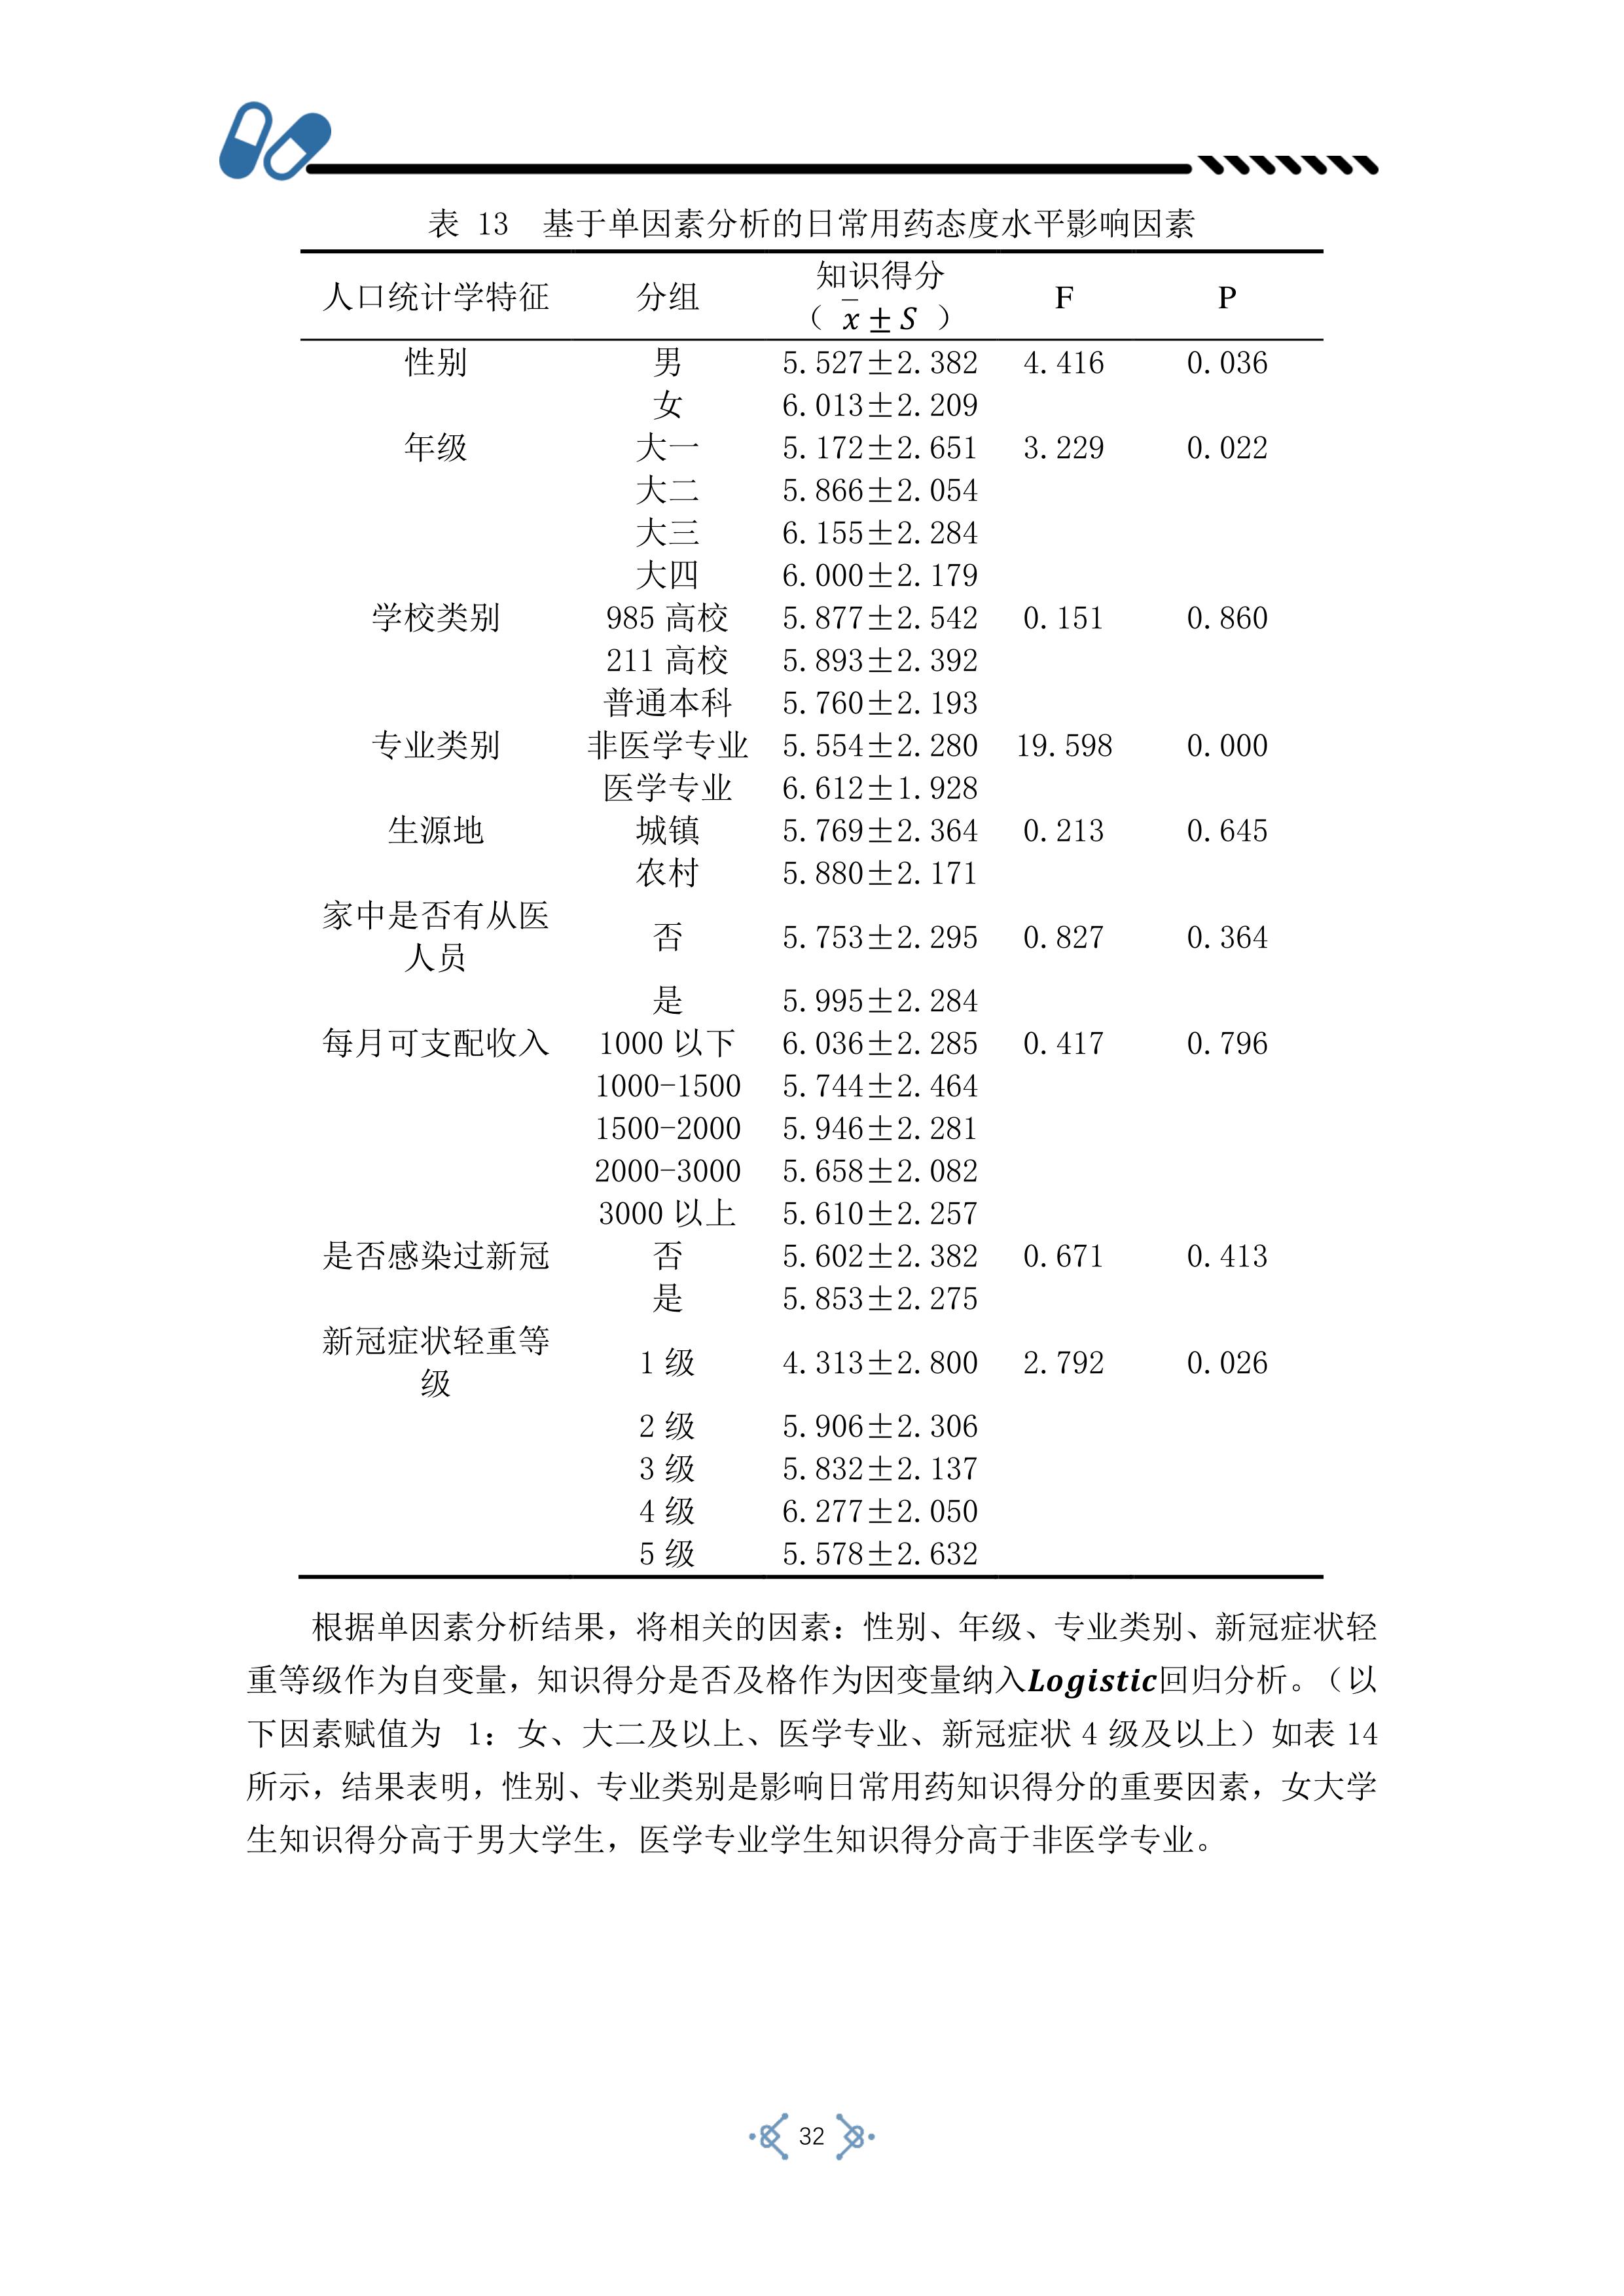 表 13 基于单因素分析的日常用药态度水平影响因素
人口统计学特征 分组 知识得分 F P
（ x̄ ± S ）
性别 男 5.527±2.382 4.416 0.036
女 6.013±2.209
年级 大一 5.172±2.651 3.229 0.022
大二 5.866±2.054
大三 6.155±2.284
大四 6.000±2.179
学校类别 985 高校 5.877±2.542 0.151 0.860
211 高校 5.893±2.392
普通本科 5.760±2.193
专业类别 非医学专业 5.554±2.280 19.598 0.000
医学专业 6.612±1.928
生源地 城镇 5.769±2.364 0.213 0.645
农村 5.880±2.171
家中是否有从医
人员 否 5.753±2.295 0.827 0.364
是 5.995±2.284
每月可支配收入 1000 以下 6.036±2.285 0.417 0.796
1000-1500 5.744±2.464
1500-2000 5.946±2.281
2000-3000 5.658±2.082
3000 以上 5.610±2.257
是否感染过新冠 否 5.602±2.382 0.671 0.413
是 5.853±2.275
新冠症状轻重等
级 1 级 4.313±2.800 2.792 0.026
2 级 5.906±2.306
3 级 5.832±2.137
4 级 6.277±2.050
5 级 5.578±2.632
根据单因素分析结果，将相关的因素：性别、年级、专业类别、新冠症状轻
重等级作为自变量，知识得分是否及格作为因变量纳入Logistic回归分析。（以
下因素赋值为 1：女、大二及以上、医学专业、新冠症状 4 级及以上）如表 14
所示，结果表明，性别、专业类别是影响日常用药知识得分的重要因素，女大学
生知识得分高于男大学生，医学专业学生知识得分高于非医学专业。
32